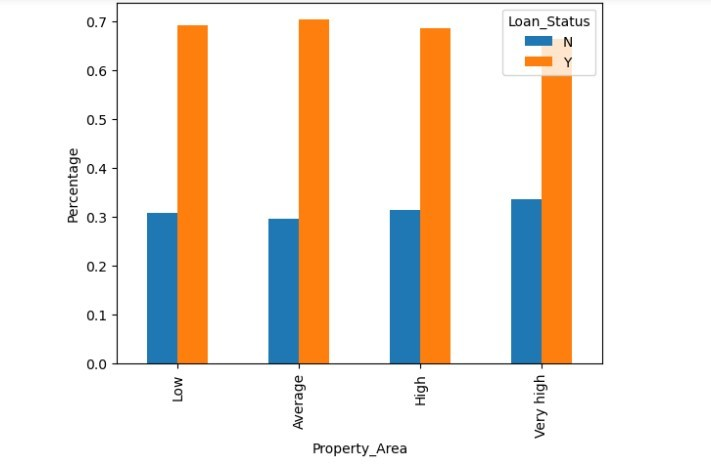 Loan_Status
N
Y
0.7
0.6
0.5
0.4
0.3
0.2
0.1
0.0
Percentage
Low
Average
High
Very high
Property_Area